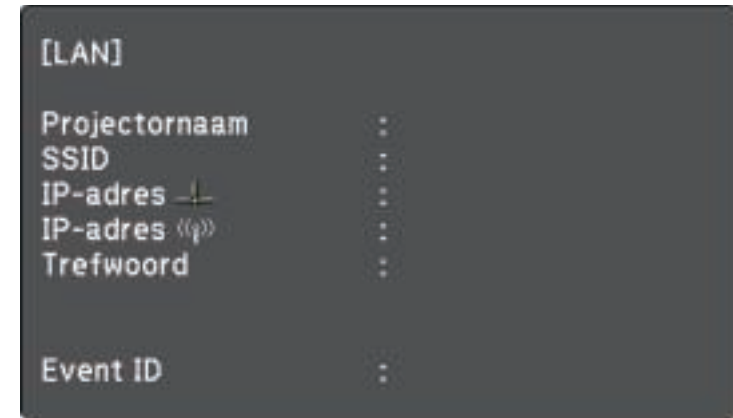 [LAN]
Projectornaam :
SSID :
IP-adres :
IP-adres :
Trefwoord :
Event ID :